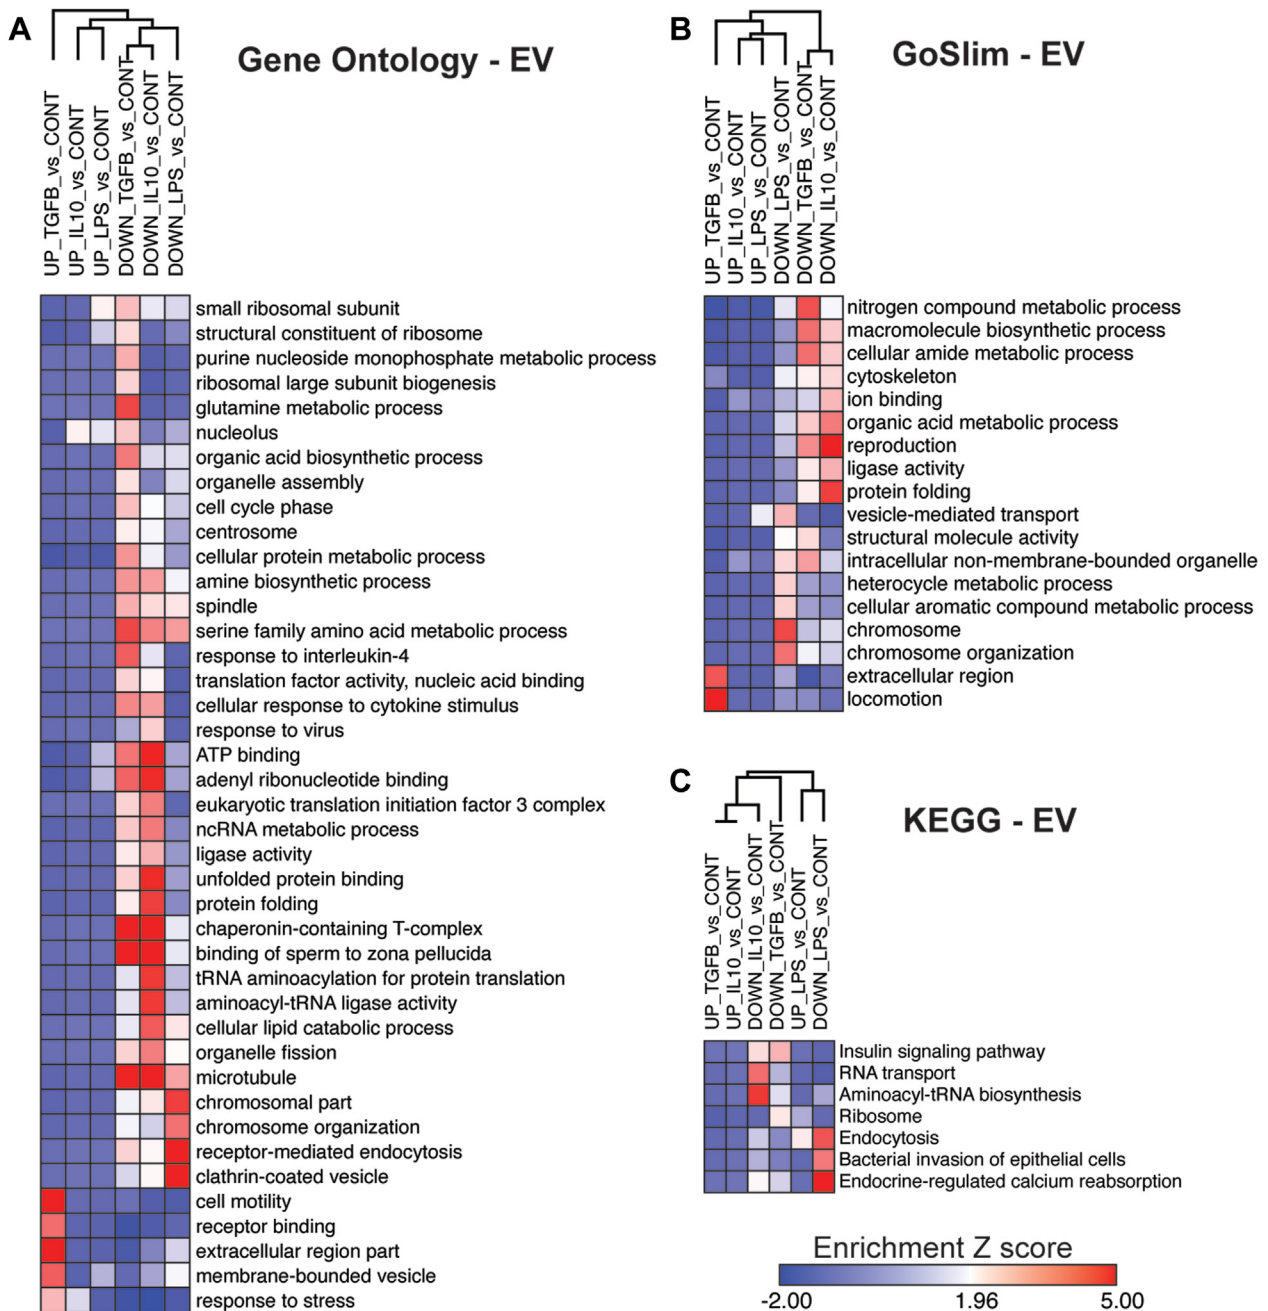 A
Gene Ontology - EV
UP_TGFB_vs_CONT
UP_IL10_vs_CONT
UP_LPS_vs_CONT
DOWN_TGFB_vs_CONT
DOWN_IL10_vs_CONT
DOWN_LPS_vs_CONT
small ribosomal subunit
structural constituent of ribosome
purine nucleoside monophosphate metabolic process
ribosomal large subunit biogenesis
glutamine metabolic process
nucleolus
organic acid biosynthetic process
organelle assembly
cell cycle phase
centrosome
cellular protein metabolic process
amine biosynthetic process
spindle
serine family amino acid metabolic process
response to interleukin-4
translation factor activity, nucleic acid binding
cellular response to cytokine stimulus
response to virus
ATP binding
adenyl ribonucleotide binding
eukaryotic translation initiation factor 3 complex
ncRNA metabolic process
ligase activity
unfolded protein binding
protein folding
chaperonin-containing T-complex
binding of sperm to zona pellucida
tRNA aminoacylation for protein translation
aminoacyl-tRNA ligase activity
cellular lipid catabolic process
organelle fission
microtubule
chromosomal part
chromosome organization
receptor-mediated endocytosis
clathrin-coated vesicle
cell motility
receptor binding
extracellular region part
membrane-bounded vesicle
response to stress
B
GoSlim - EV
UP_TGFB_vs_CONT
UP_IL10_vs_CONT
UP_LPS_vs_CONT
DOWN_LPS_vs_CONT
DOWN_TGFB_vs_CONT
DOWN_IL10_vs_CONT
nitrogen compound metabolic process
macromolecule biosynthetic process
cellular amide metabolic process
cytoskeleton
ion binding
organic acid metabolic process
reproduction
ligase activity
protein folding
vesicle-mediated transport
structural molecule activity
intracellular non-membrane-bounded organelle
heterocycle metabolic process
cellular aromatic compound metabolic process
chromosome
chromosome organization
extracellular region
locomotion
C
KEGG - EV
UP_TGFB_vs_CONT
UP_IL10_vs_CONT
DOWN_IL10_vs_CONT
DOWN_TGFB_vs_CONT
UP_LPS_vs_CONT
DOWN_LPS_vs_CONT
Insulin signaling pathway
RNA transport
Aminoacyl-tRNA biosynthesis
Ribosome
Endocytosis
Bacterial invasion of epithelial cells
Endocrine-regulated calcium reabsorption
Enrichment Z score
-2.00 1.96 5.00